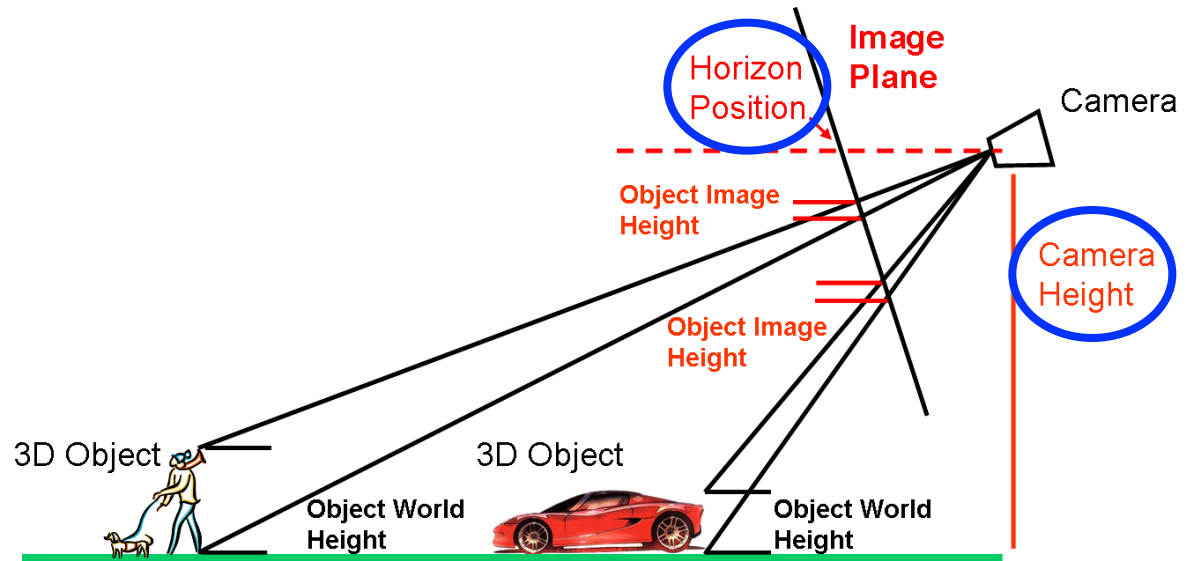 Image
Plane
Horizon
Position
Camera
Object Image
Height
Camera
Height
Object Image
Height
3D Object
3D Object
Object World
Height
Object World
Height